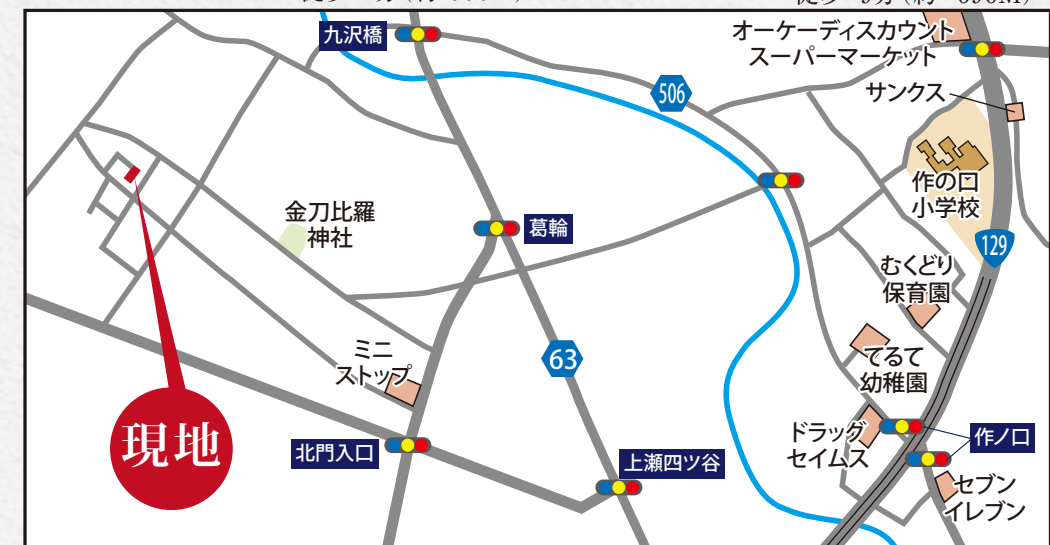 九沢橋
オーケーディスカウント
スーパーマーケット
506
サンクス
作の口
小学校
金刀比羅
神社
葛輪
129
むくどり
保育園
ミニ
ストップ
63
てるて
幼稚園
現地
北門入口
上瀬四ツ谷
ドラッグ
セイムス
作ノ口
セブン
イレブン